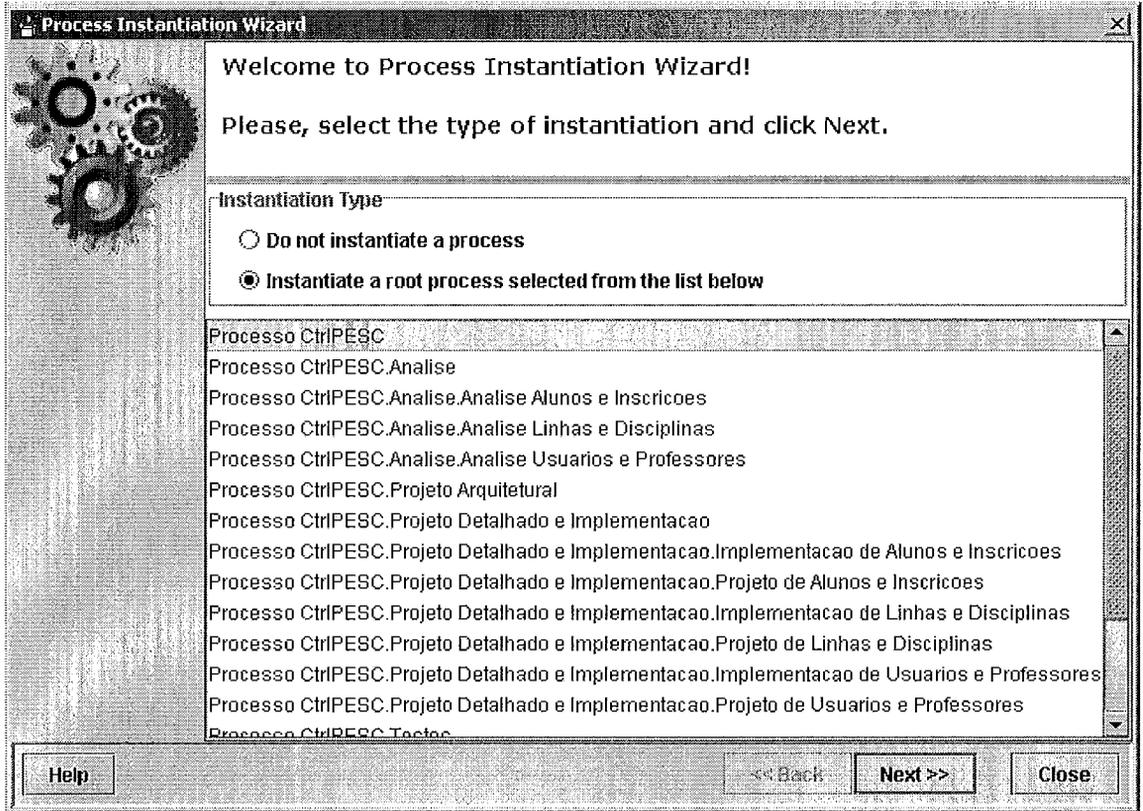 Process Instantiation Wizard
Welcome to Process Instantiation Wizard!
Please, select the type of instantiation and click Next.
Instantiation Type
Do not instantiate a process
Instantiate a root process selected from the list below
Processo CtrlPESC
Processo CtrlPESC.Analise
Processo CtrlPESC.Analise.Analise Alunos e Inscricoes
Processo CtrlPESC.Analise.Analise Linhas e Disciplinas
Processo CtrlPESC.Analise.Analise Usuarios e Professores
Processo CtrlPESC.Projeto Arquitetural
Processo CtrlPESC.Projeto Detalhado e Implementacao
Processo CtrlPESC.Projeto Detalhado e Implementacao.Implementacao de Alunos e Inscricoes
Processo CtrlPESC.Projeto Detalhado e Implementacao.Projeto de Alunos e Inscricoes
Processo CtrlPESC.Projeto Detalhado e Implementacao.Implementacao de Linhas e Disciplinas
Processo CtrlPESC.Projeto Detalhado e Implementacao.Projeto de Linhas e Disciplinas
Processo CtrlPESC.Projeto Detalhado e Implementacao.Implementacao de Usuarios e Professores
Processo CtrlPESC.Projeto Detalhado e Implementacao.Projeto de Usuarios e Professores
Processo CtrlPESC.Testes
Help
<< Back
Next >>
Close